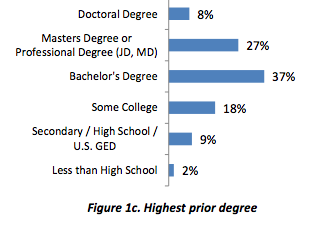 Doctoral Degree 8%
Masters Degree or
Professional Degree (JD, MD) 27%
Bachelor's Degree 37%
Some College 18%
Secondary / High School /
U.S. GED 9%
Less than High School 2%
Figure 1c. Highest prior degree